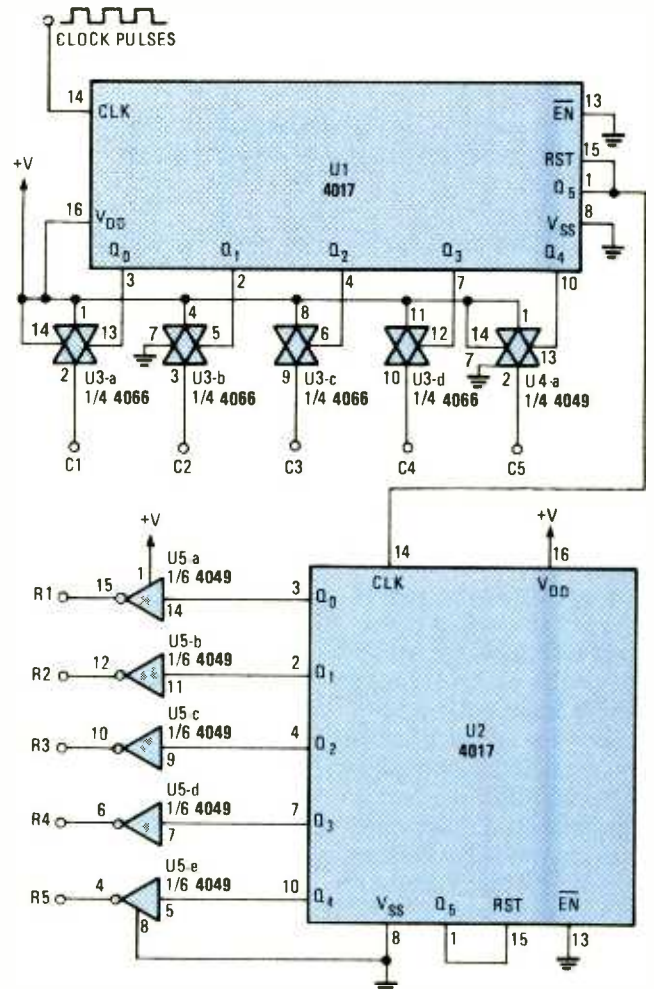 CLOCK PULSES
14 CLK
EN 13
+V
RST 15
U1
4017
Q5 1
16 VDD
VSS 8
Q0 Q1 Q2 Q3 Q4
3 2 4 7 10
1 4 8 11 1
14 13 7 5 6 12 14 7 13
2 U3-a 3 U3-b 9 U3-c 10 U3-d 2 U4-a
1/4 4066 1/4 4066 1/4 4066 1/4 4066 1/4 4049
C1 C2 C3 C4 C5
+V +V
14 16
CLK VDD
U5-a
1/6 4049
R1 15 1 14 3 Q0
U5-b
1/6 4049
R2 12 11 2 Q1
U5-c
1/6 4049
R3 10 9 4 Q2
U2
4017
U5-d
1/6 4049
R4 6 7 7 Q3
U5-e
1/6 4049
R5 4 5 10 Q4
8
VSS Q5 RST EN
8 1 15 13